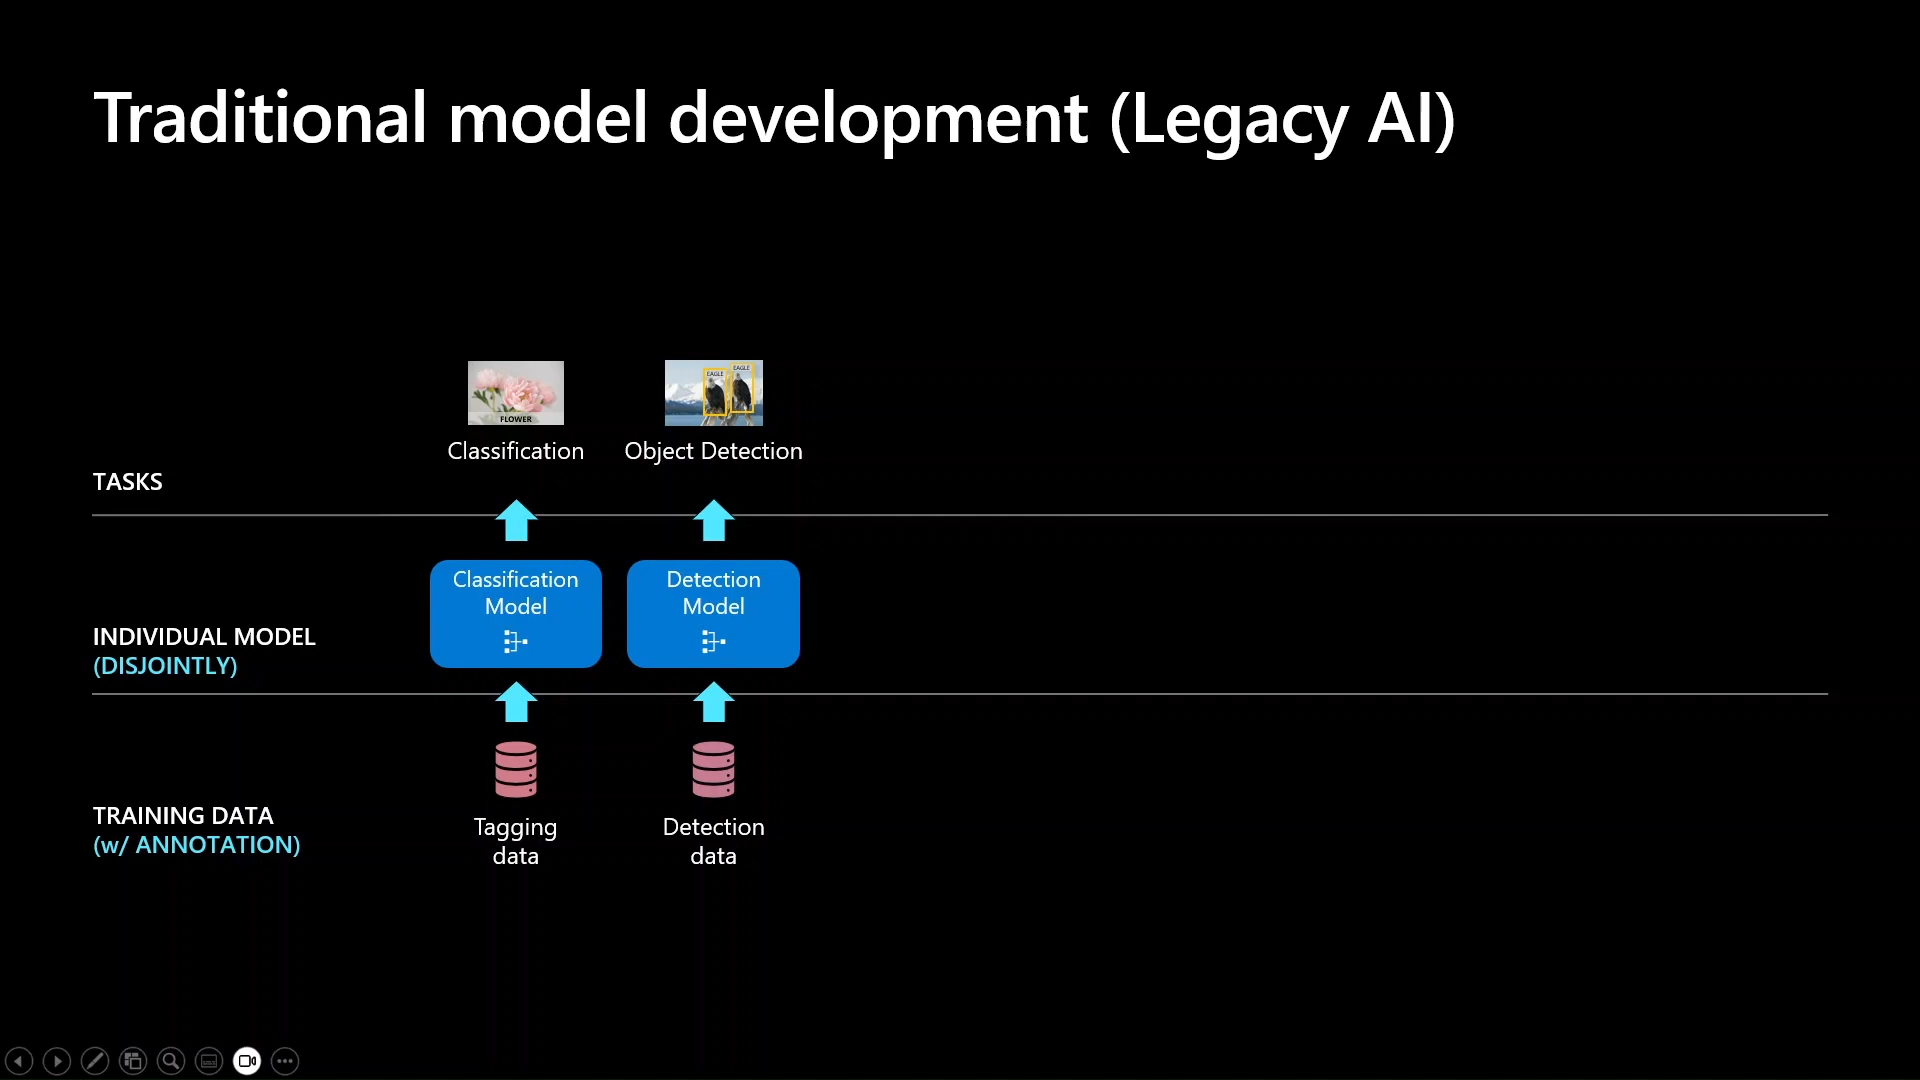 Traditional model development (Legacy AI)
FLOWER
EAGLE
EAGLE
Classification
Object Detection
TASKS
Classification
Model
Detection
Model
INDIVIDUAL MODEL
(DISJOINTLY)
TRAINING DATA
(w/ ANNOTATION)
Tagging
data
Detection
data